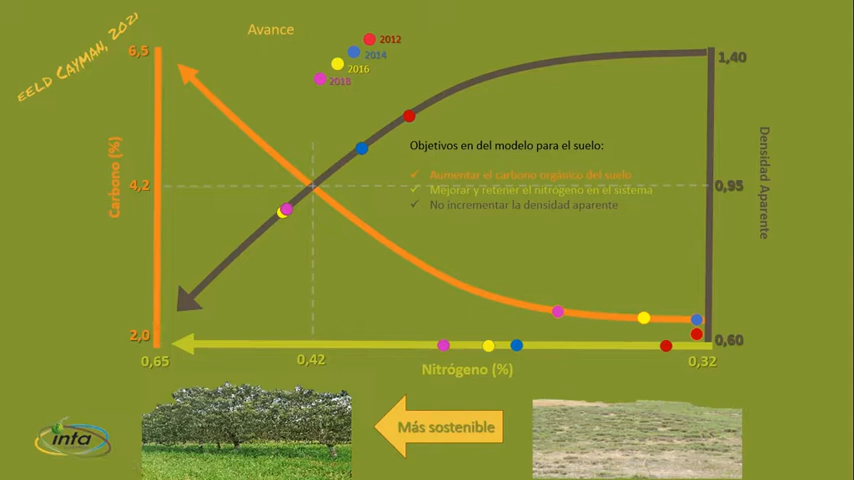 EELD CAYMAN, 2021
Avance
2012
2014
2016
2018
6,5
1,40
Carbono (%)
Objetivos en del modelo para el suelo:
✓ Aumentar el carbono orgánico del suelo
✓ Mejorar y retener el nitrógeno en el sistema
✓ No incrementar la densidad aparente
4,2
0,95
Densidad Aparente
2,0
0,60
0,65
0,42
Nitrógeno (%)
0,32
Más sostenible
inta